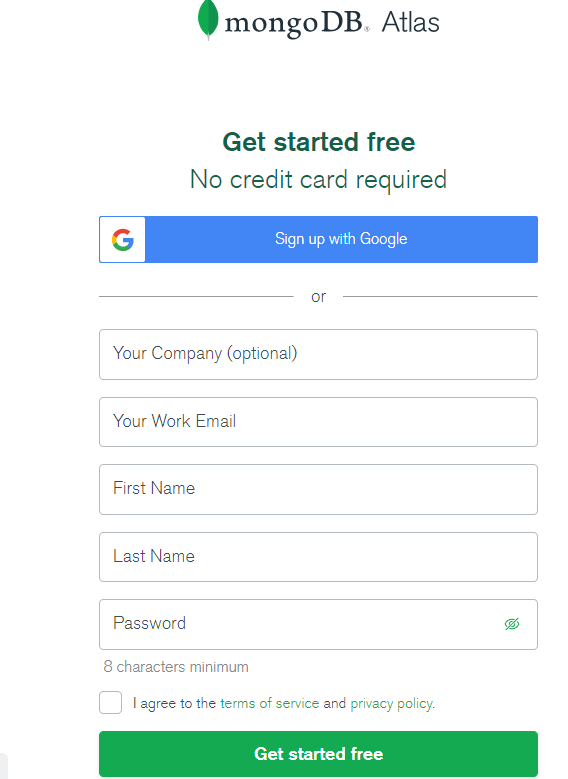 mongoDB® Atlas
Get started free
No credit card required
Sign up with Google
or
Your Company (optional)
Your Work Email
First Name
Last Name
Password
8 characters minimum
I agree to the terms of service and privacy policy.
Get started free